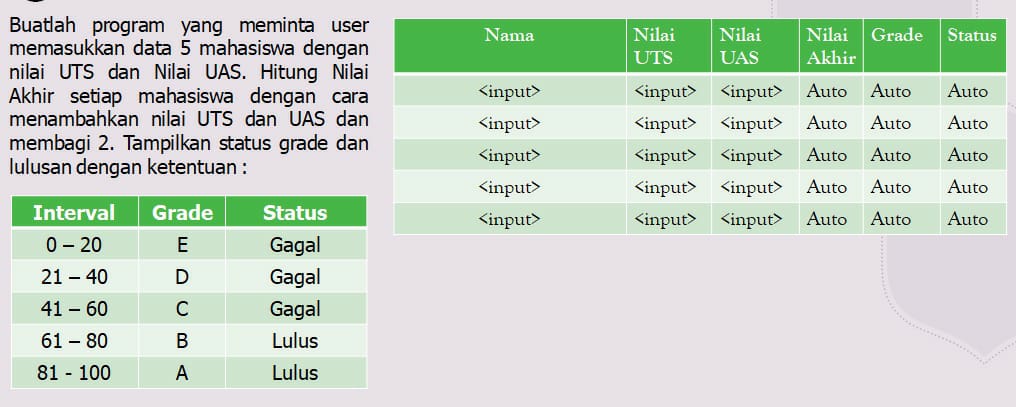 Buatlah program yang meminta user
memasukkan data 5 mahasiswa dengan
nilai UTS dan Nilai UAS. Hitung Nilai
Akhir setiap mahasiswa dengan cara
menambahkan nilai UTS dan UAS dan
membagi 2. Tampilkan status grade dan
lulusan dengan ketentuan :
Interval Grade Status
0 – 20 E Gagal
21 – 40 D Gagal
41 – 60 C Gagal
61 – 80 B Lulus
81 - 100 A Lulus
Nama Nilai UTS Nilai UAS Nilai Akhir Grade Status
<input> <input> <input> Auto Auto Auto
<input> <input> <input> Auto Auto Auto
<input> <input> <input> Auto Auto Auto
<input> <input> <input> Auto Auto Auto
<input> <input> <input> Auto Auto Auto